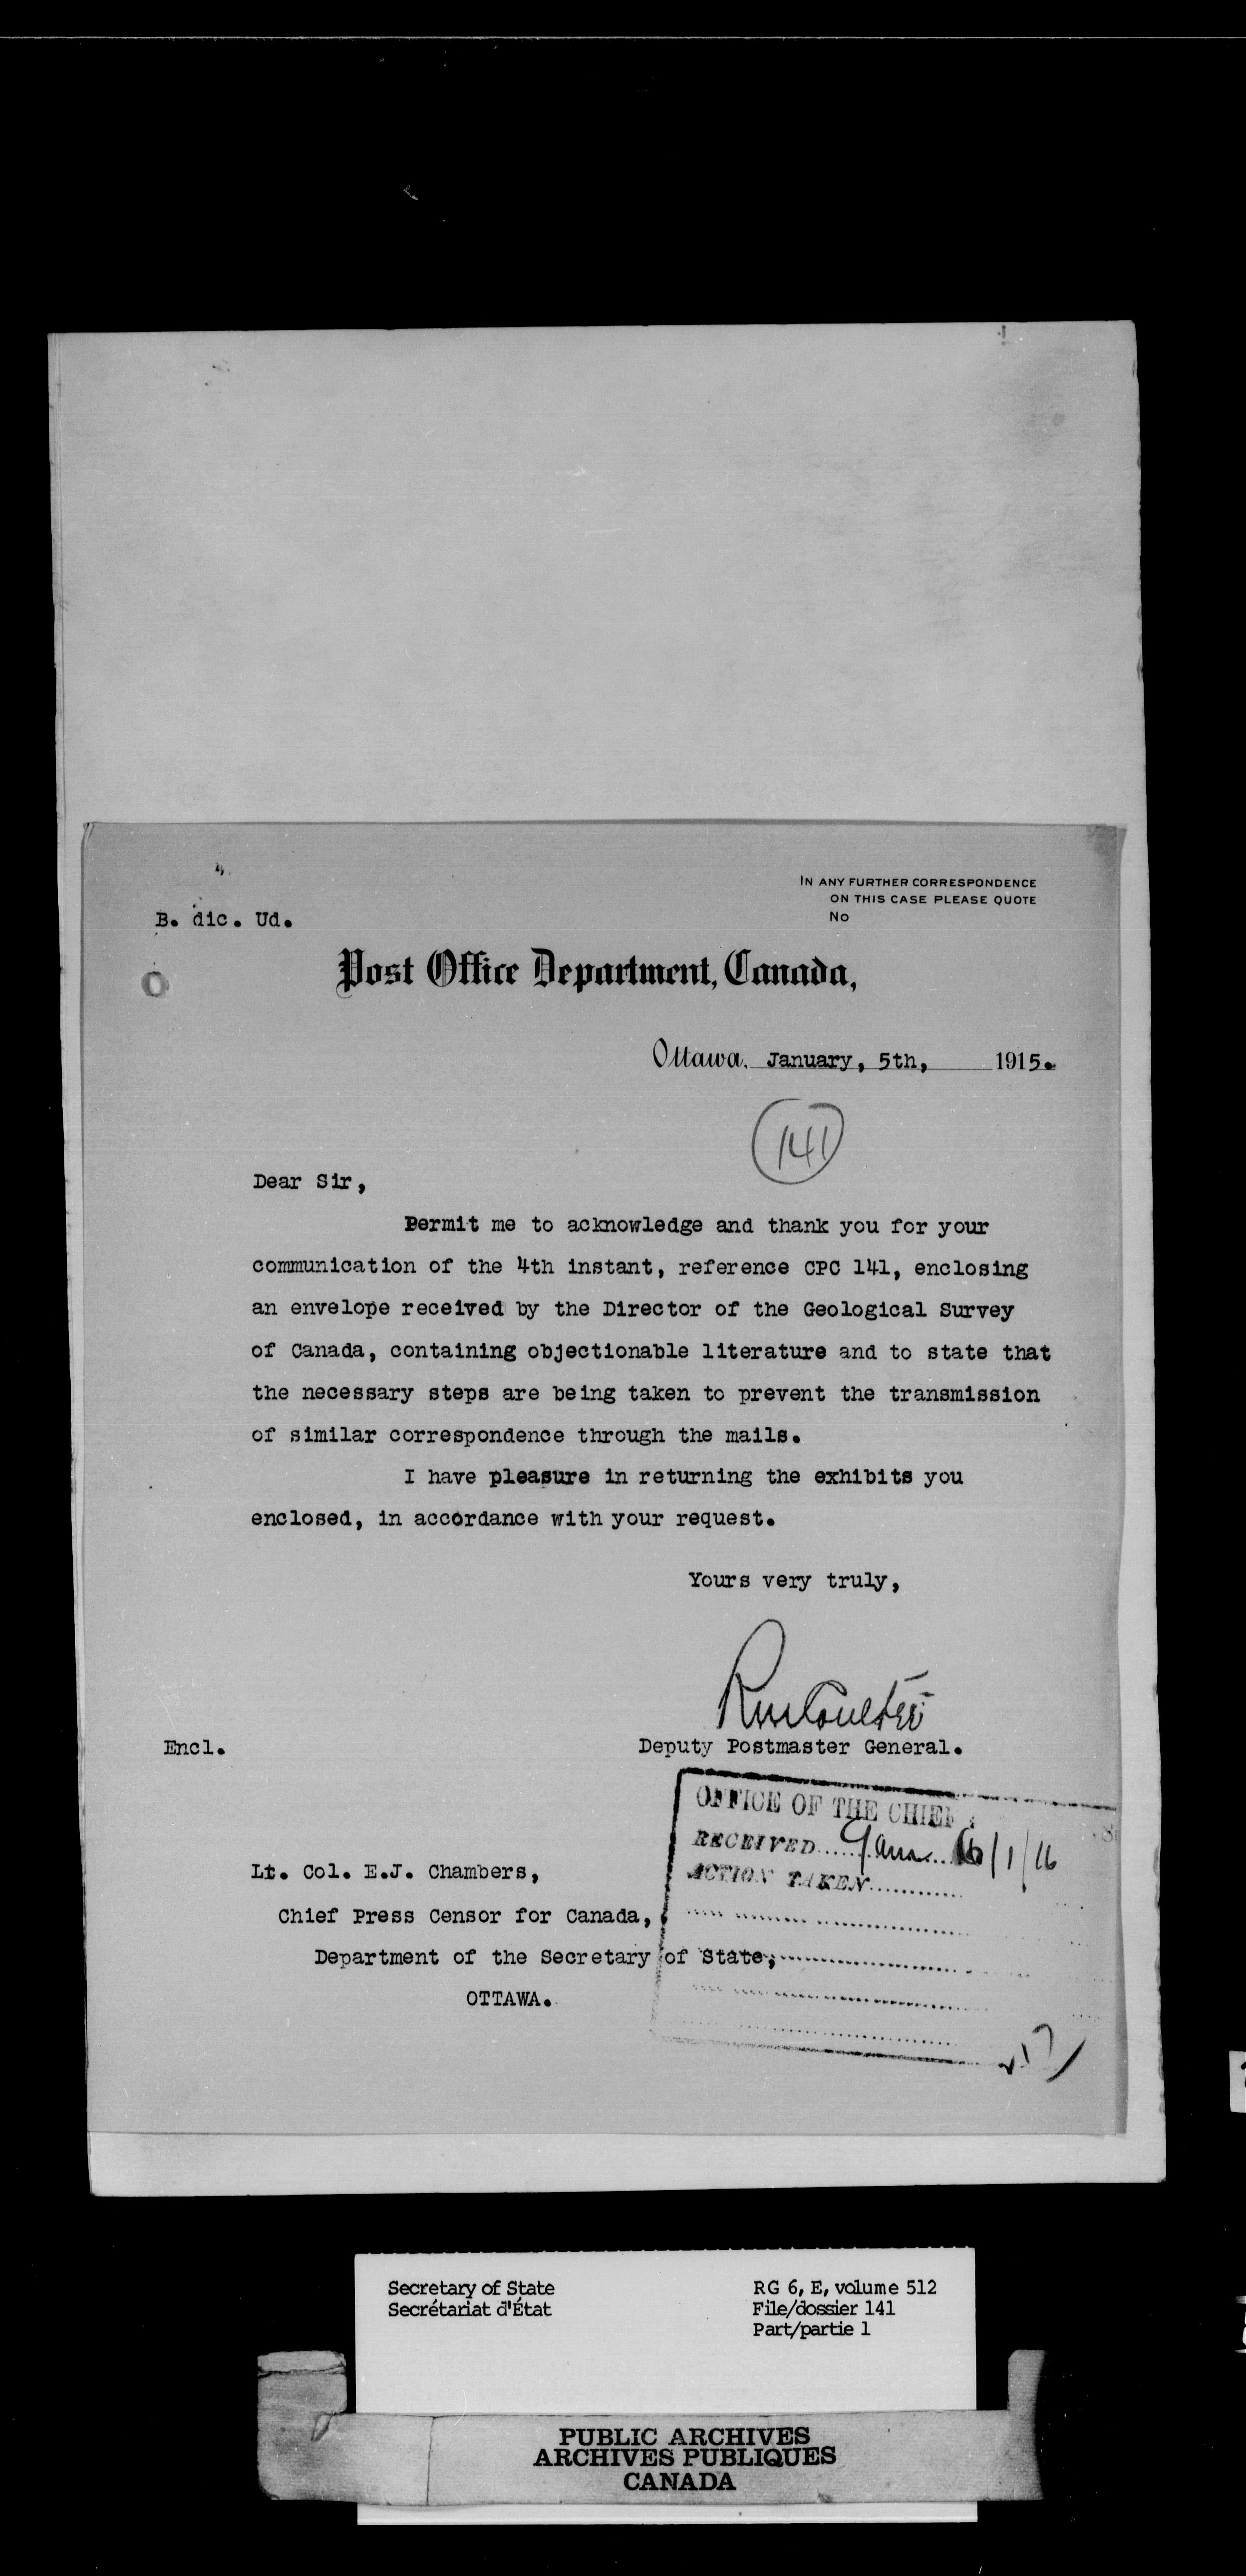 IN ANY FURTHER CORRESPONDENCE
ON THIS CASE PLEASE QUOTE
No
B. dic. Ud.
Post Office Department, Canada,
Ottawa, January, 5th, 1915.
141
Dear Sir,
Permit me to acknowledge and thank you for your
communication of the 4th instant, reference CPC 141, enclosing
an envelope received by the Director of the Geological Survey
of Canada, containing objectionable literature and to state that
the necessary steps are being taken to prevent the transmission
of similar correspondence through the mails.
I have pleasure in returning the exhibits you
enclosed, in accordance with your request.
Yours very truly,
RmCoulter
Deputy Postmaster General.
Encl.
OFFICE OF THE CHIEF
RECEIVED 6/1/16
ACTION TAKEN
Lt. Col. E.J. Chambers,
Chief Press Censor for Canada,
Department of the Secretary of State,
OTTAWA.
Secretary of State
Secrétariat d'État
RG 6, E, volume 512
File/dossier 141
Part/partie 1
PUBLIC ARCHIVES
ARCHIVES PUBLIQUES
CANADA